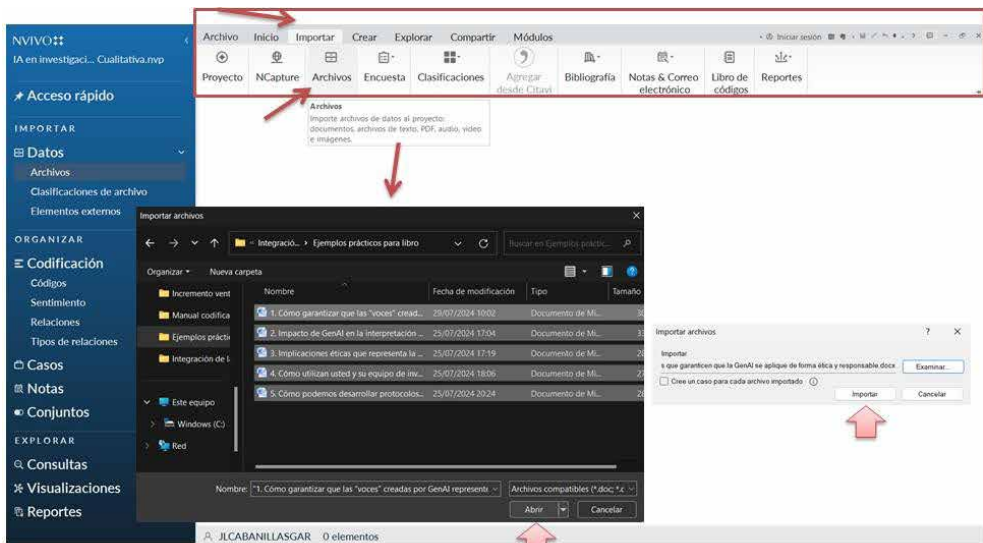 NVIVO
IA en investigaci... Cualitativa.nvp
Acceso rápido
IMPORTAR
Datos
Archivos
Clasificaciones de archivo
Elementos externos
ORGANIZAR
Codificación
Códigos
Sentimiento
Relaciones
Tipos de relaciones
Casos
Notas
Conjuntos
EXPLORAR
Consultas
Visualizaciones
Reportes
Archivo Inicio Importar Crear Explorar Compartir Módulos
Iniciar sesión
Proyecto NCapture Archivos Encuesta Clasificaciones Agregar desde Citavi Bibliografía Notas & Correo electrónico Libro de códigos Reportes
Archivos
Importe archivos de datos al proyecto:
documentos, archivos de texto, PDF, audio, video
e imágenes.
Importar archivos
Integració... Ejemplos prácticos para libro
Buscar en Ejemplos práctic...
Organizar Nueva carpeta
Incremento vent
Manual codifica
Ejemplos prácti
Integración de l
Este equipo
Windows (C:)
Red
Nombre Fecha de modificación Tipo Tamaño
1. Cómo garantizar que las "voces" cread... 29/07/2024 10:02 Documento de Mi...
2. Impacto de GenAI en la interpretación ... 25/07/2024 17:04 Documento de Mi...
3. Implicaciones éticas que representa la ... 25/07/2024 17:19 Documento de Mi...
4. Cómo utilizan usted y su equipo de inv... 25/07/2024 18:06 Documento de Mi...
5. Cómo podemos desarrollar protocolos... 25/07/2024 20:24 Documento de Mi...
Nombre: "1. Cómo garantizar que las "voces" creadas por GenAI represente Archivos compatibles (*.doc; *.c
Abrir Cancelar
Importar archivos ? X
Importar
s que garanticen que la GenAI se aplique de forma ética y responsable.docx Examinar...
Cree un caso para cada archivo importado
Importar Cancelar
JLCABANILLASGAR 0 elementos